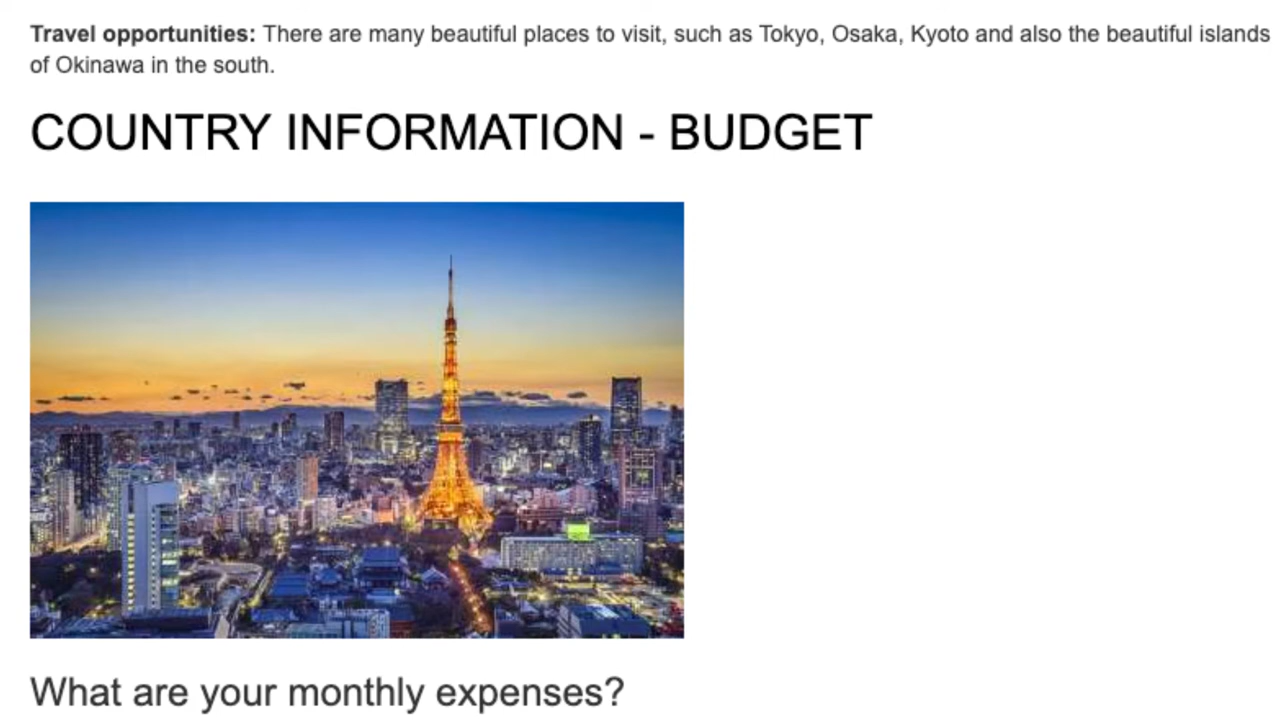 Travel opportunities: There are many beautiful places to visit, such as Tokyo, Osaka, Kyoto and also the beautiful islands
of Okinawa in the south.
COUNTRY INFORMATION - BUDGET
What are your monthly expenses?